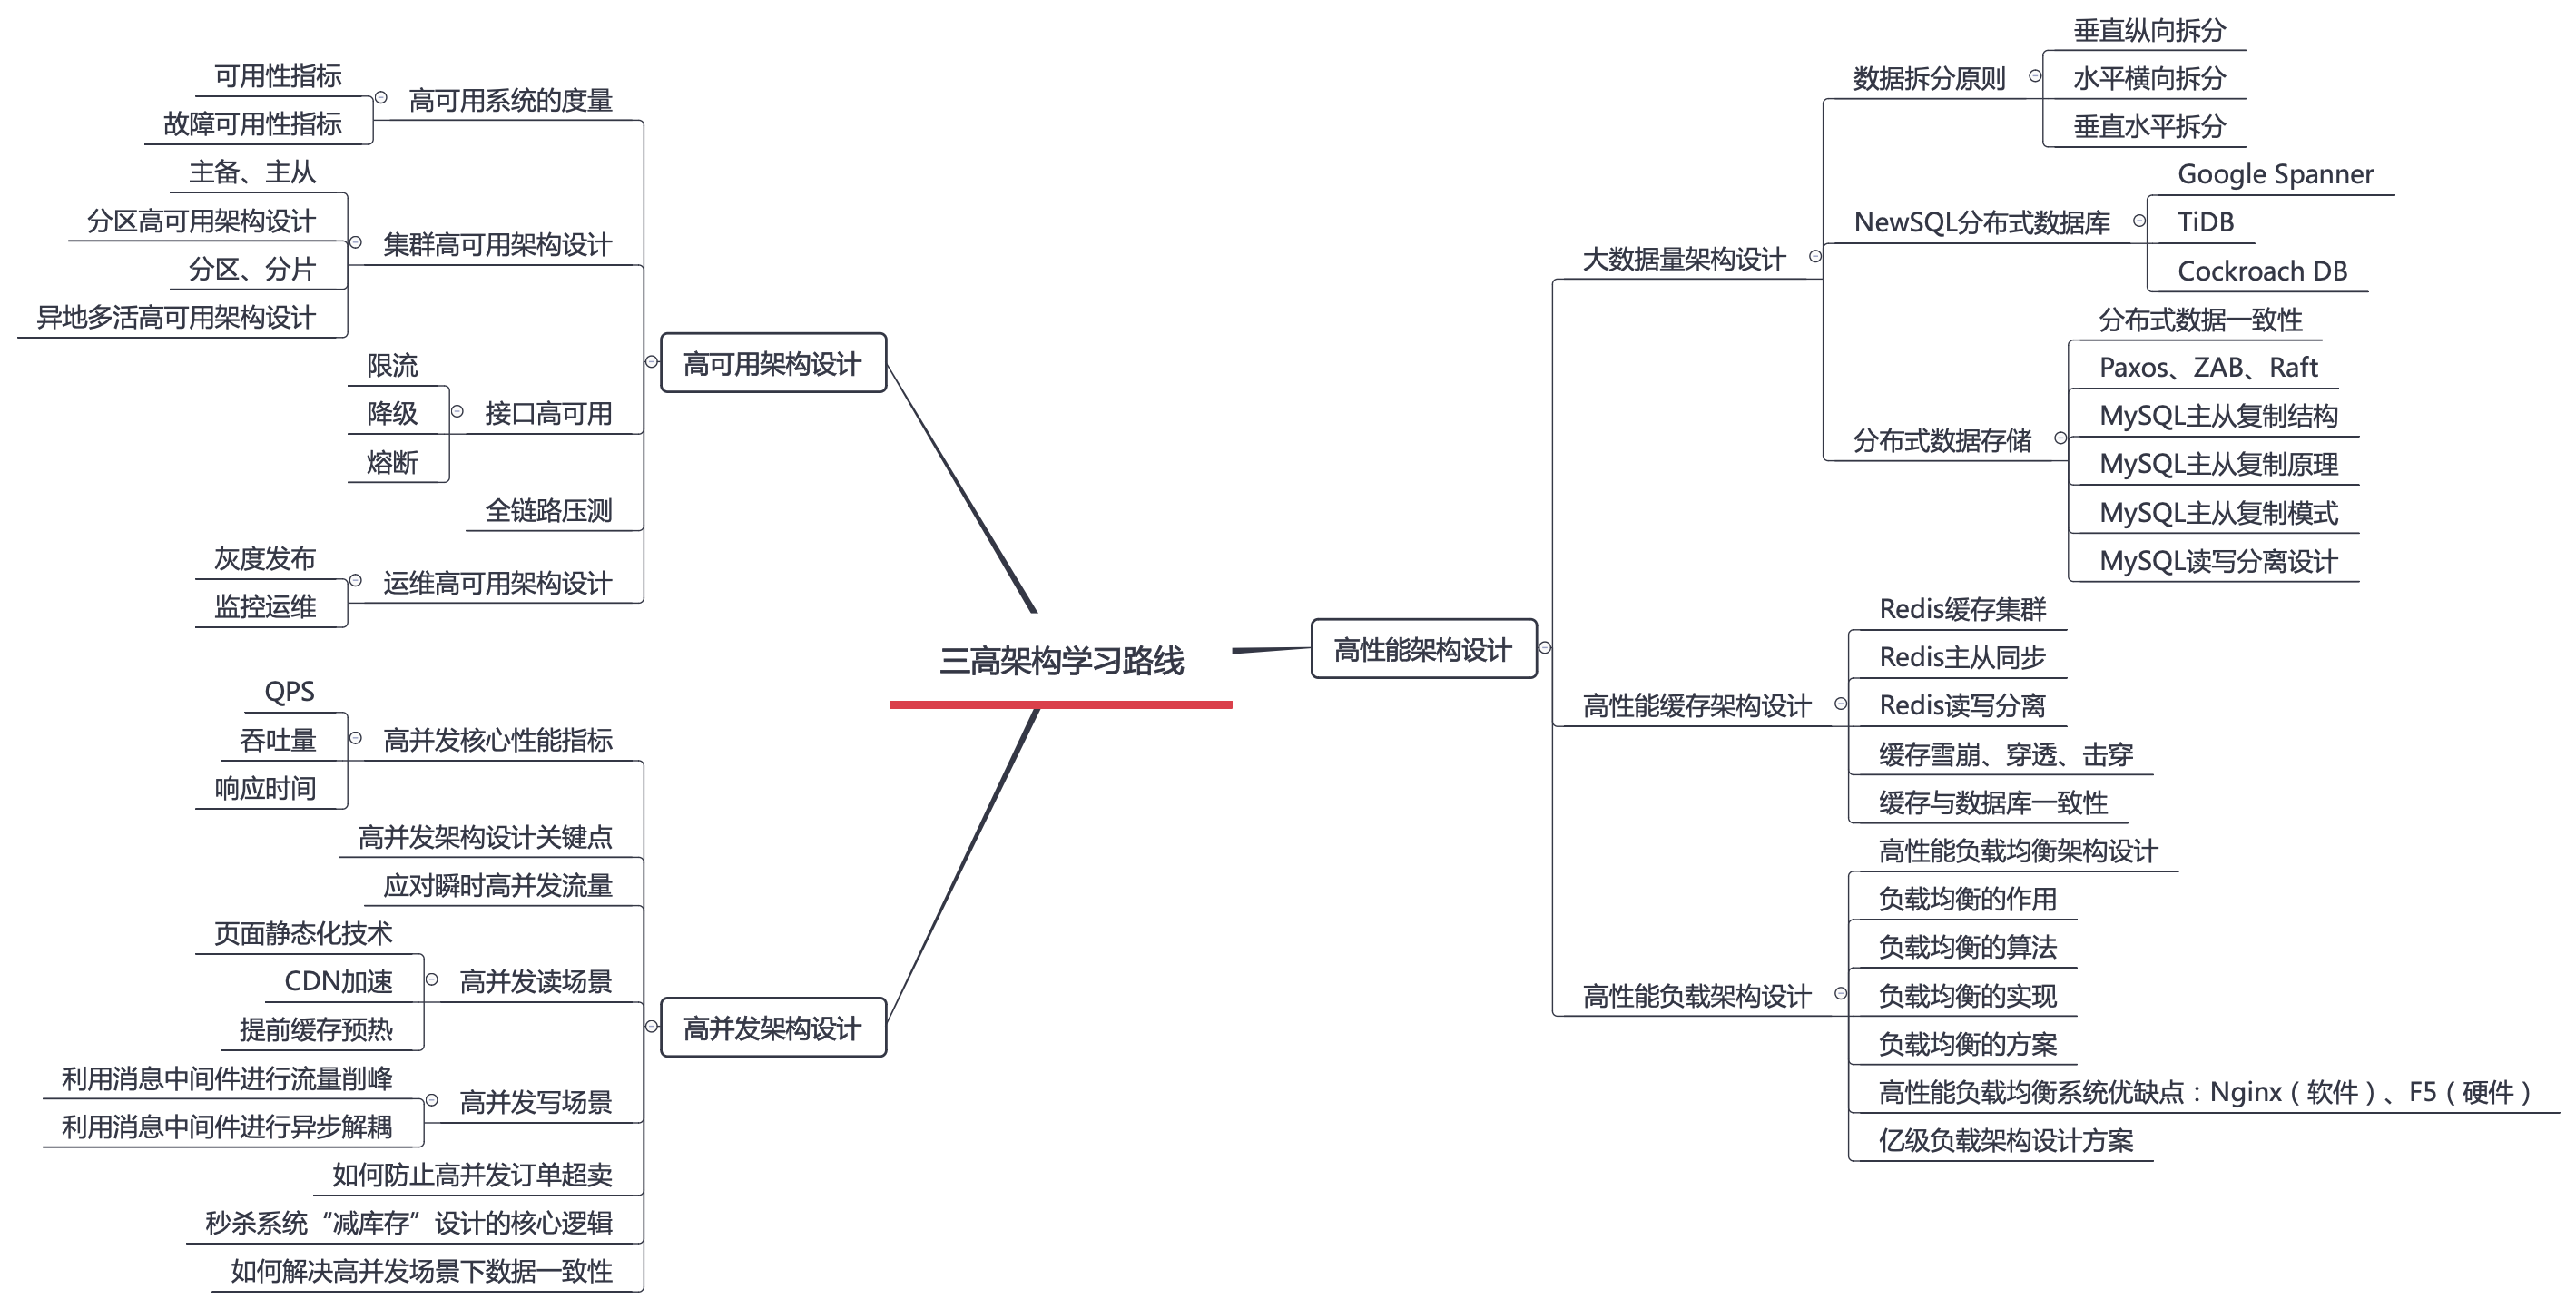 三高架构学习路线
高可用架构设计
高可用系统的度量
可用性指标
故障可用性指标
集群高可用架构设计
主备、主从
分区高可用架构设计
分区、分片
异地多活高可用架构设计
接口高可用
限流
降级
熔断
全链路压测
运维高可用架构设计
灰度发布
监控运维
高并发架构设计
高并发核心性能指标
QPS
吞吐量
响应时间
高并发架构设计关键点
应对瞬时高并发流量
高并发读场景
页面静态化技术
CDN加速
提前缓存预热
高并发写场景
利用消息中间件进行流量削峰
利用消息中间件进行异步解耦
如何防止高并发订单超卖
秒杀系统“减库存”设计的核心逻辑
如何解决高并发场景下数据一致性
高性能架构设计
大数据量架构设计
数据拆分原则
垂直纵向拆分
水平横向拆分
垂直水平拆分
NewSQL分布式数据库
Google Spanner
TiDB
Cockroach DB
分布式数据存储
分布式数据一致性
Paxos、ZAB、Raft
MySQL主从复制结构
MySQL主从复制原理
MySQL主从复制模式
MySQL读写分离设计
高性能缓存架构设计
Redis缓存集群
Redis主从同步
Redis读写分离
缓存雪崩、穿透、击穿
缓存与数据库一致性
高性能负载架构设计
高性能负载均衡架构设计
负载均衡的作用
负载均衡的算法
负载均衡的实现
负载均衡的方案
高性能负载均衡系统优缺点：Nginx（软件）、F5（硬件）
亿级负载架构设计方案